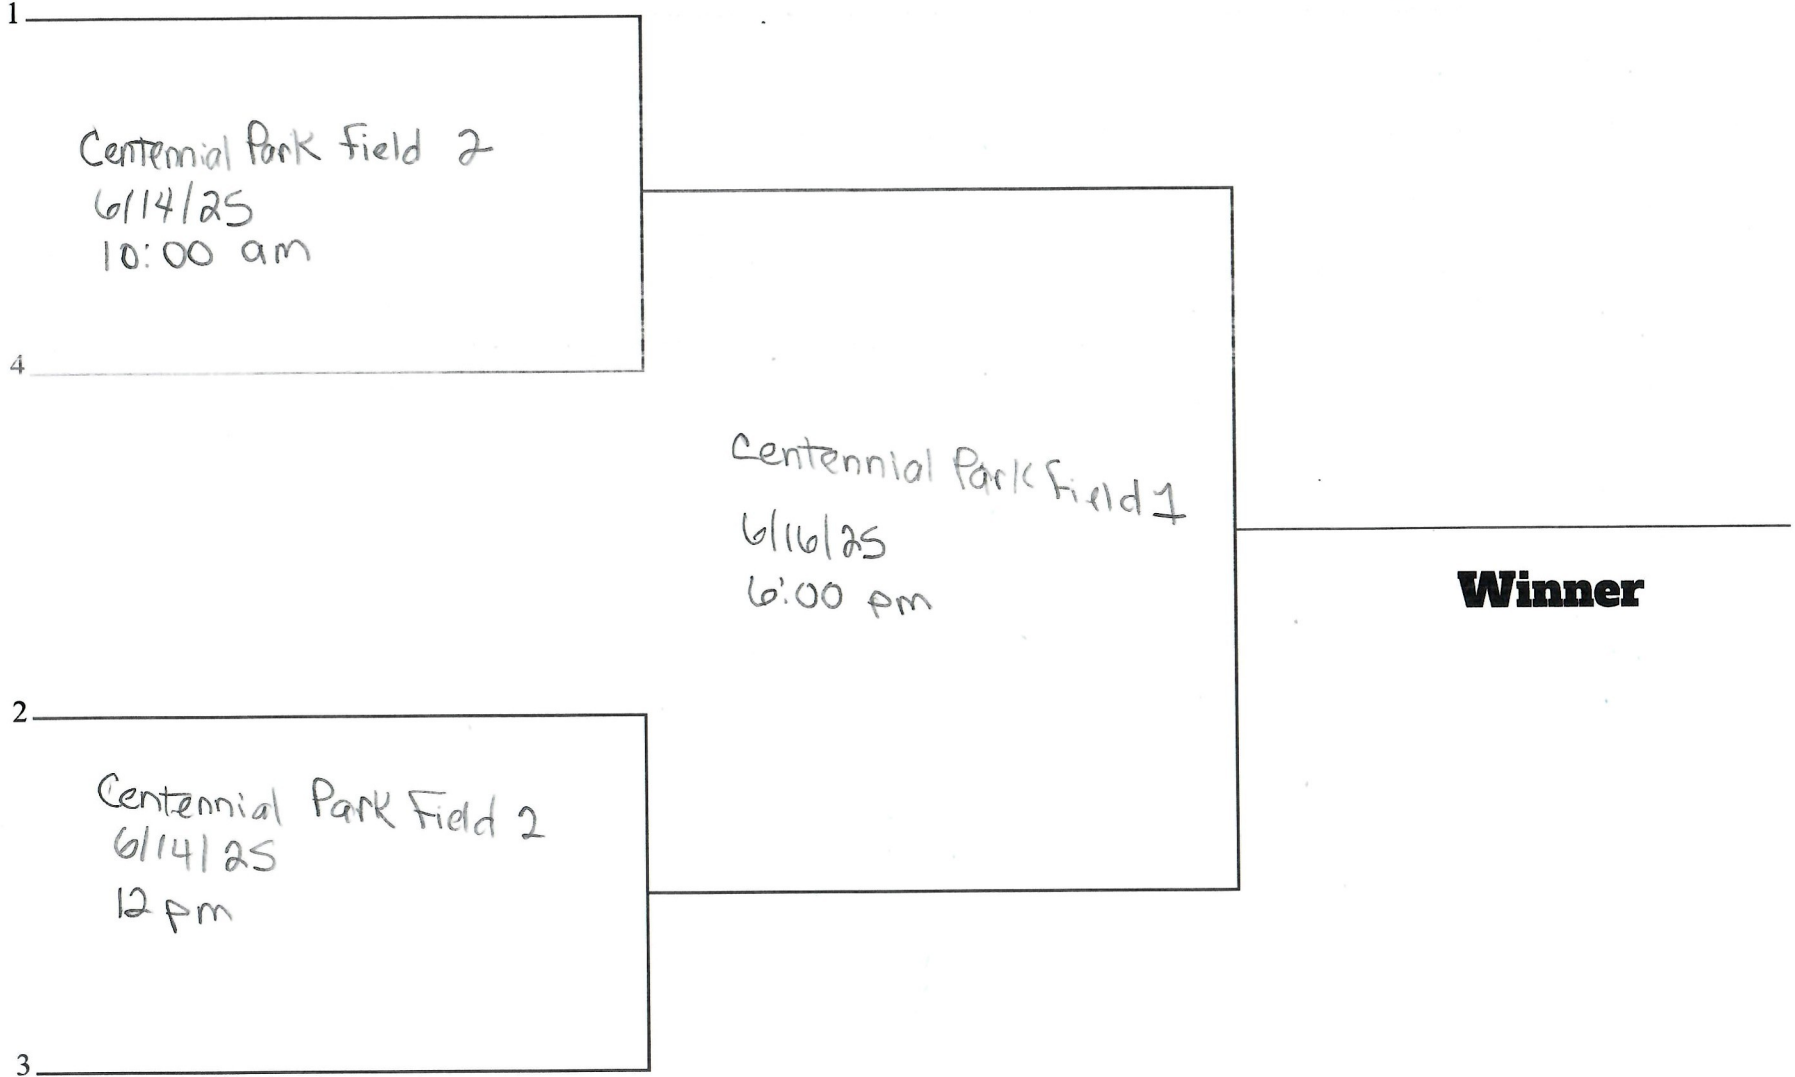 1
Centennial Park Field 2
6/14/25
10:00 am
4
Centennial Park Field 1
6/16/25
6:00 pm
Winner
2
Centennial Park Field 2
6/14/25
12 pm
3